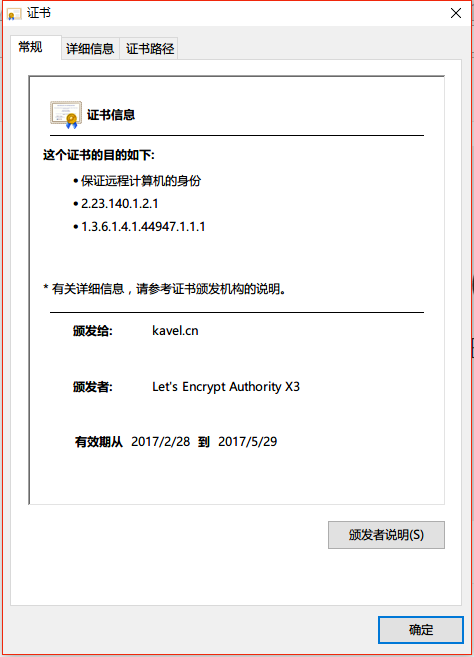 证书
常规 详细信息 证书路径
证书信息
这个证书的目的如下:
• 保证远程计算机的身份
• 2.23.140.1.2.1
• 1.3.6.1.4.1.44947.1.1.1
* 有关详细信息，请参考证书颁发机构的说明。
颁发给: kavel.cn
颁发者: Let's Encrypt Authority X3
有效期从 2017/2/28 到 2017/5/29
颁发者说明(S)
确定